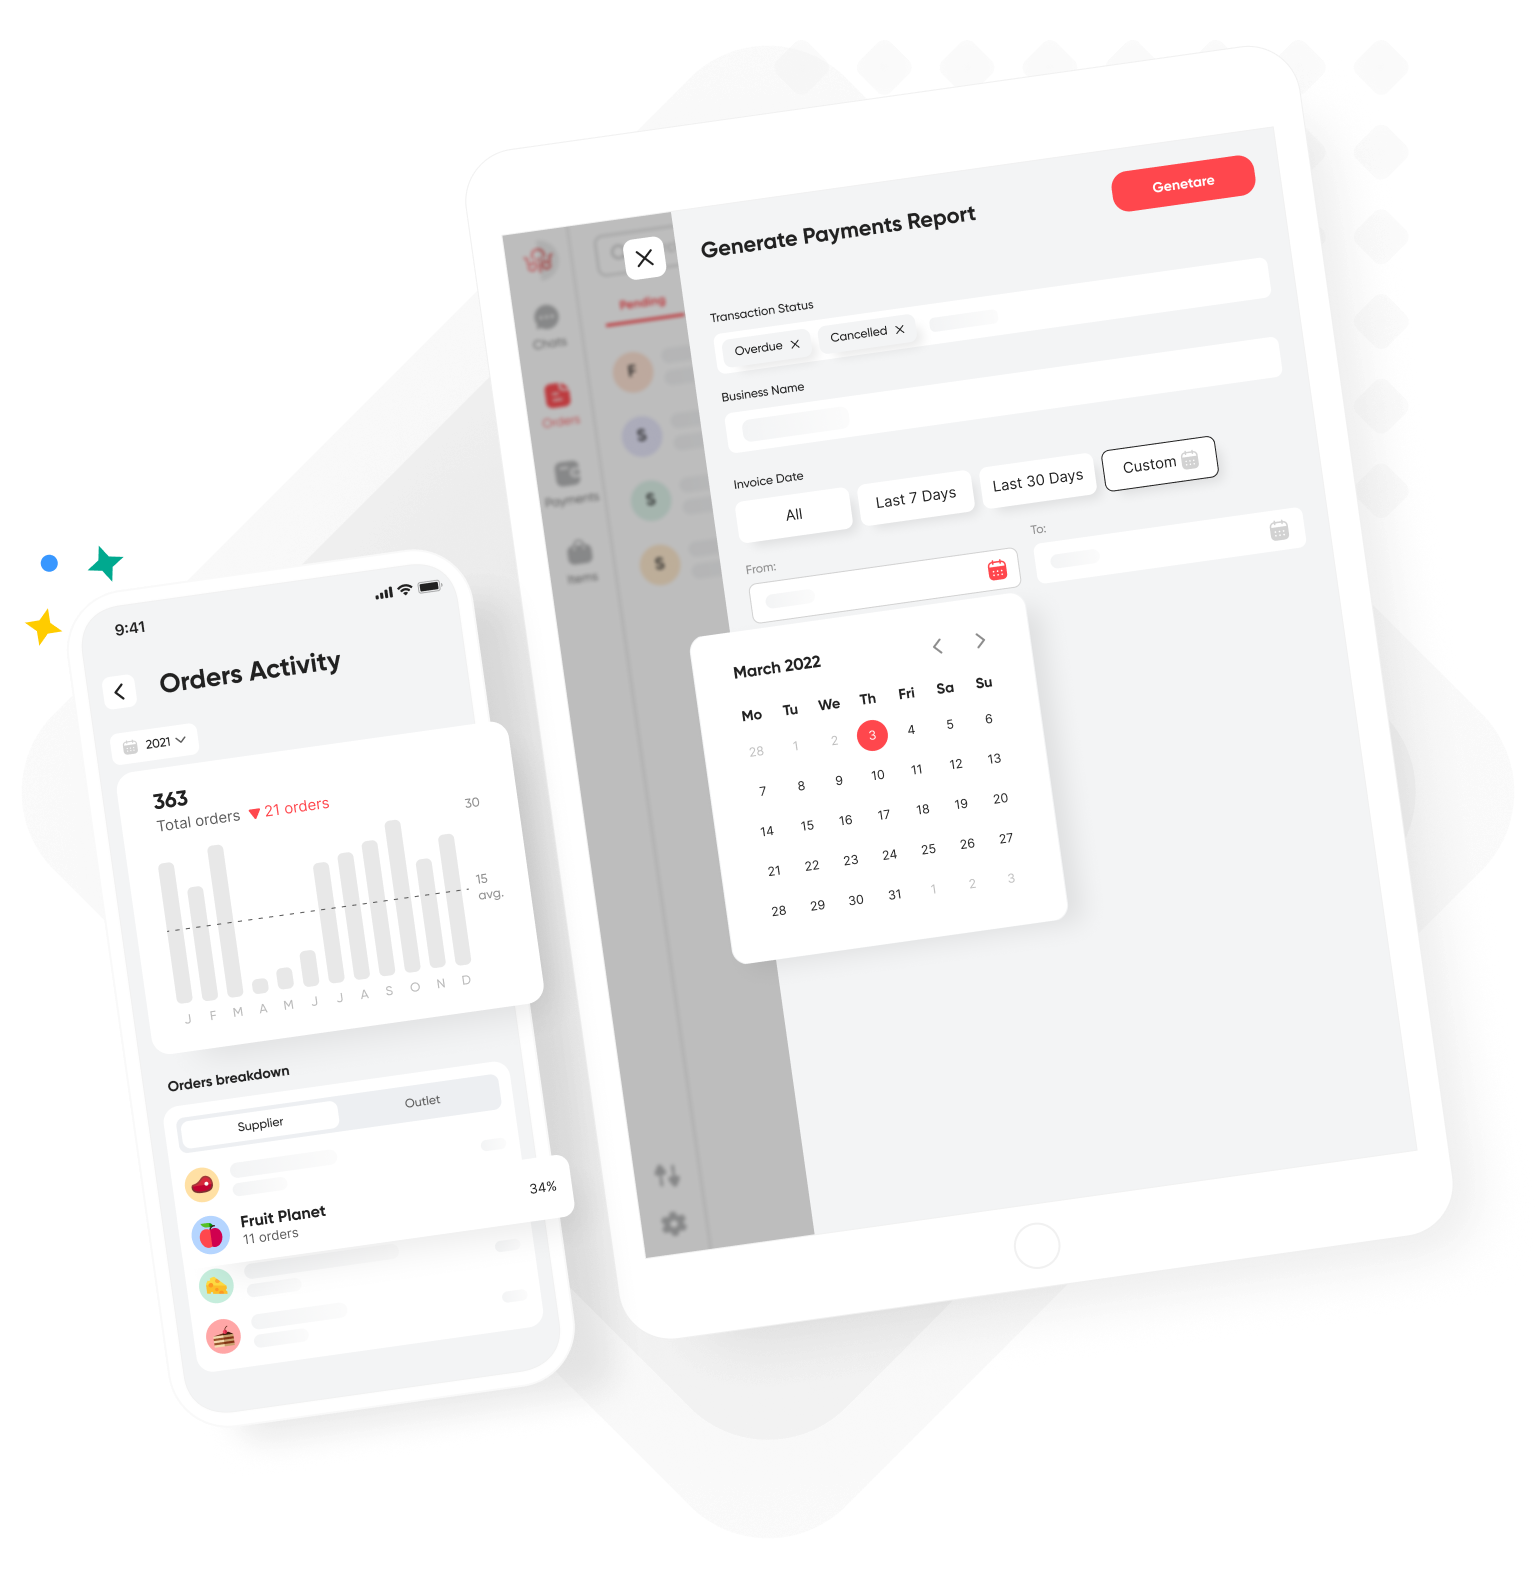 Generate Payments Report
Genetare
Pending
Chats
Orders
Payments
Items
F
S
S
S
Transaction Status
Overdue
Cancelled
Business Name
Invoice Date
All
Last 7 Days
Last 30 Days
Custom
From:
To:
March 2022
Mo Tu We Th Fri Sa Su
28 1 2 3 4 5 6
7 8 9 10 11 12 13
14 15 16 17 18 19 20
21 22 23 24 25 26 27
28 29 30 31 1 2 3
9:41
Orders Activity
2021
363
Total orders 21 orders
30
15
avg.
J F M A M J J A S O N D
Orders breakdown
Supplier
Outlet
Fruit Planet
11 orders
34%